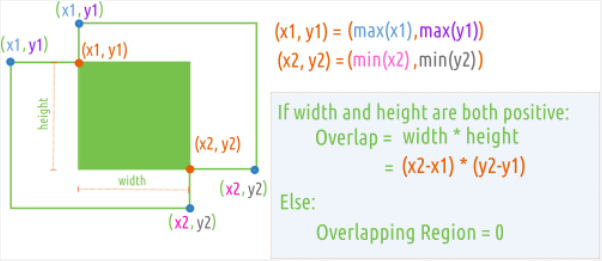 (x1, y1)
(x1, y1)
(x1, y1)
height
(x2, y2)
width
(x2, y2)
(x2, y2)
(x1, y1) = (max(x1),max(y1))
(x2, y2) =(min(x2) ,min(y2))
If width and height are both positive:
Overlap = width * height
= (x2-x1) * (y2-y1)
Else:
Overlapping Region = 0